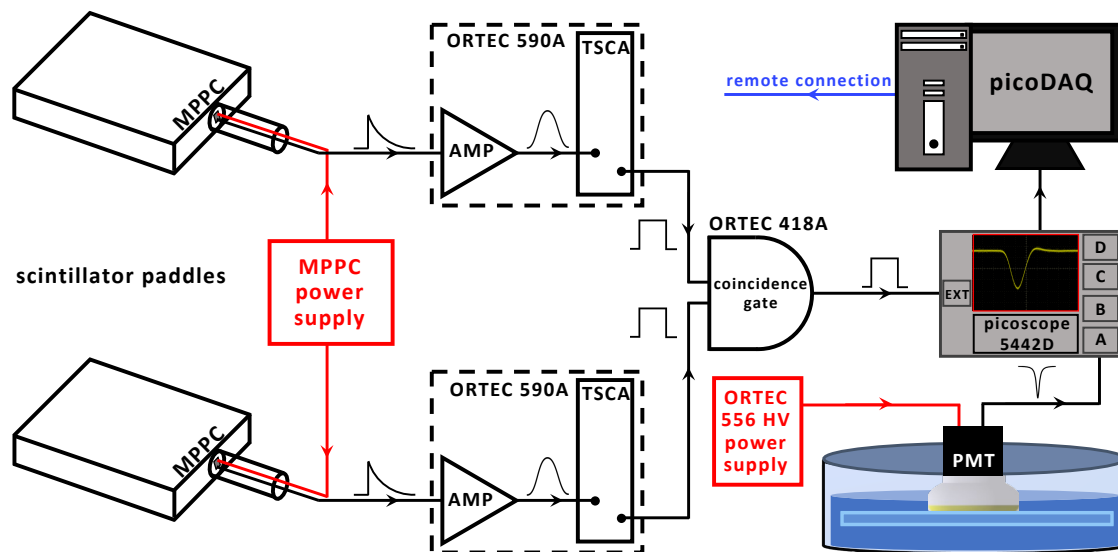 ORTEC 590A
TSCA
MPPC
AMP
remote connection
picoDAQ
ORTEC 418A
coincidence
gate
scintillator paddles
MPPC
power
supply
EXT
D
C
B
A
picoscope
5442D
ORTEC 590A
TSCA
MPPC
AMP
ORTEC
556 HV
power
supply
PMT